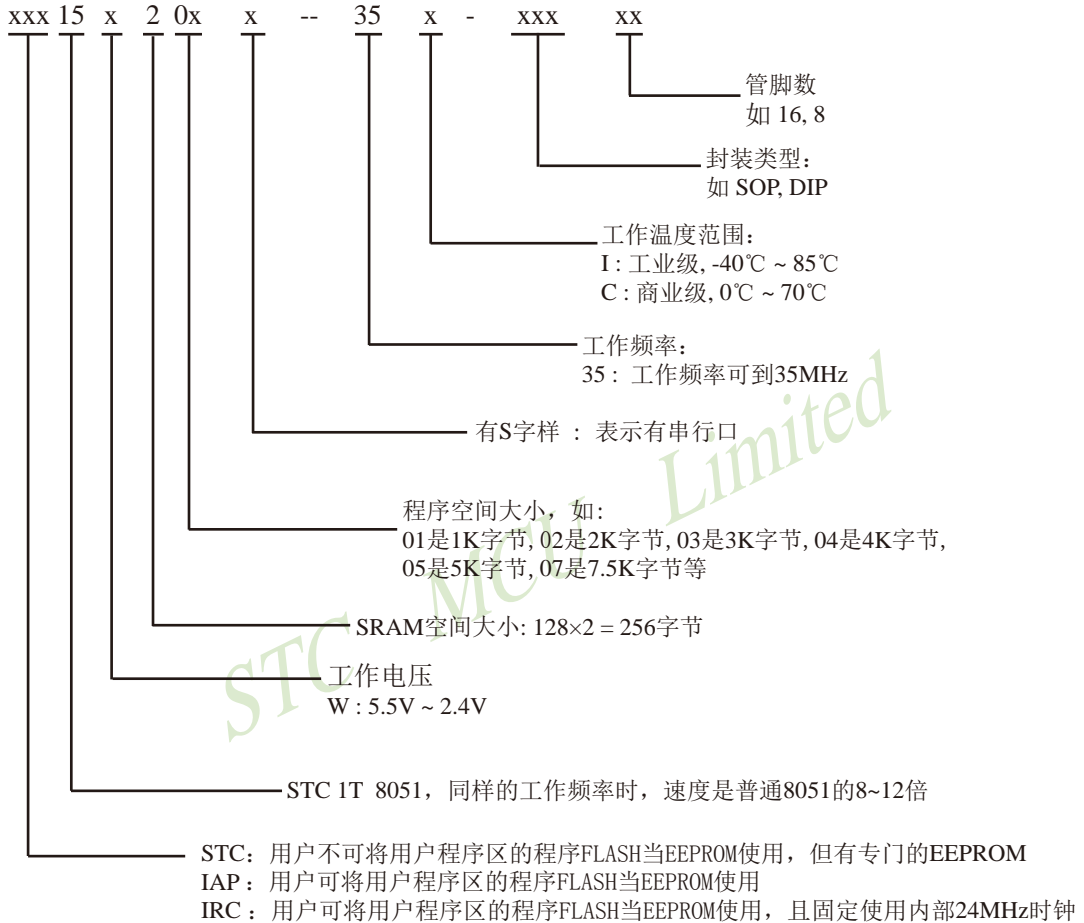 xxx 15 x 2 0x x -- 35 x - xxx xx
管脚数
如 16, 8
封装类型：
如 SOP, DIP
工作温度范围：
I : 工业级, -40℃ ~ 85℃
C : 商业级, 0℃ ~ 70℃
工作频率：
35 : 工作频率可到35MHz
有S字样 : 表示有串行口
程序空间大小，如:
01是1K字节, 02是2K字节, 03是3K字节, 04是4K字节,
05是5K字节, 07是7.5K字节等
SRAM空间大小: 128×2 = 256字节
工作电压
W : 5.5V ~ 2.4V
STC 1T 8051，同样的工作频率时，速度是普通8051的8~12倍
STC：用户不可将用户程序区的程序FLASH当EEPROM使用，但有专门的EEPROM
IAP：用户可将用户程序区的程序FLASH当EEPROM使用
IRC：用户可将用户程序区的程序FLASH当EEPROM使用，且固定使用内部24MHz时钟
STC MCU Limited